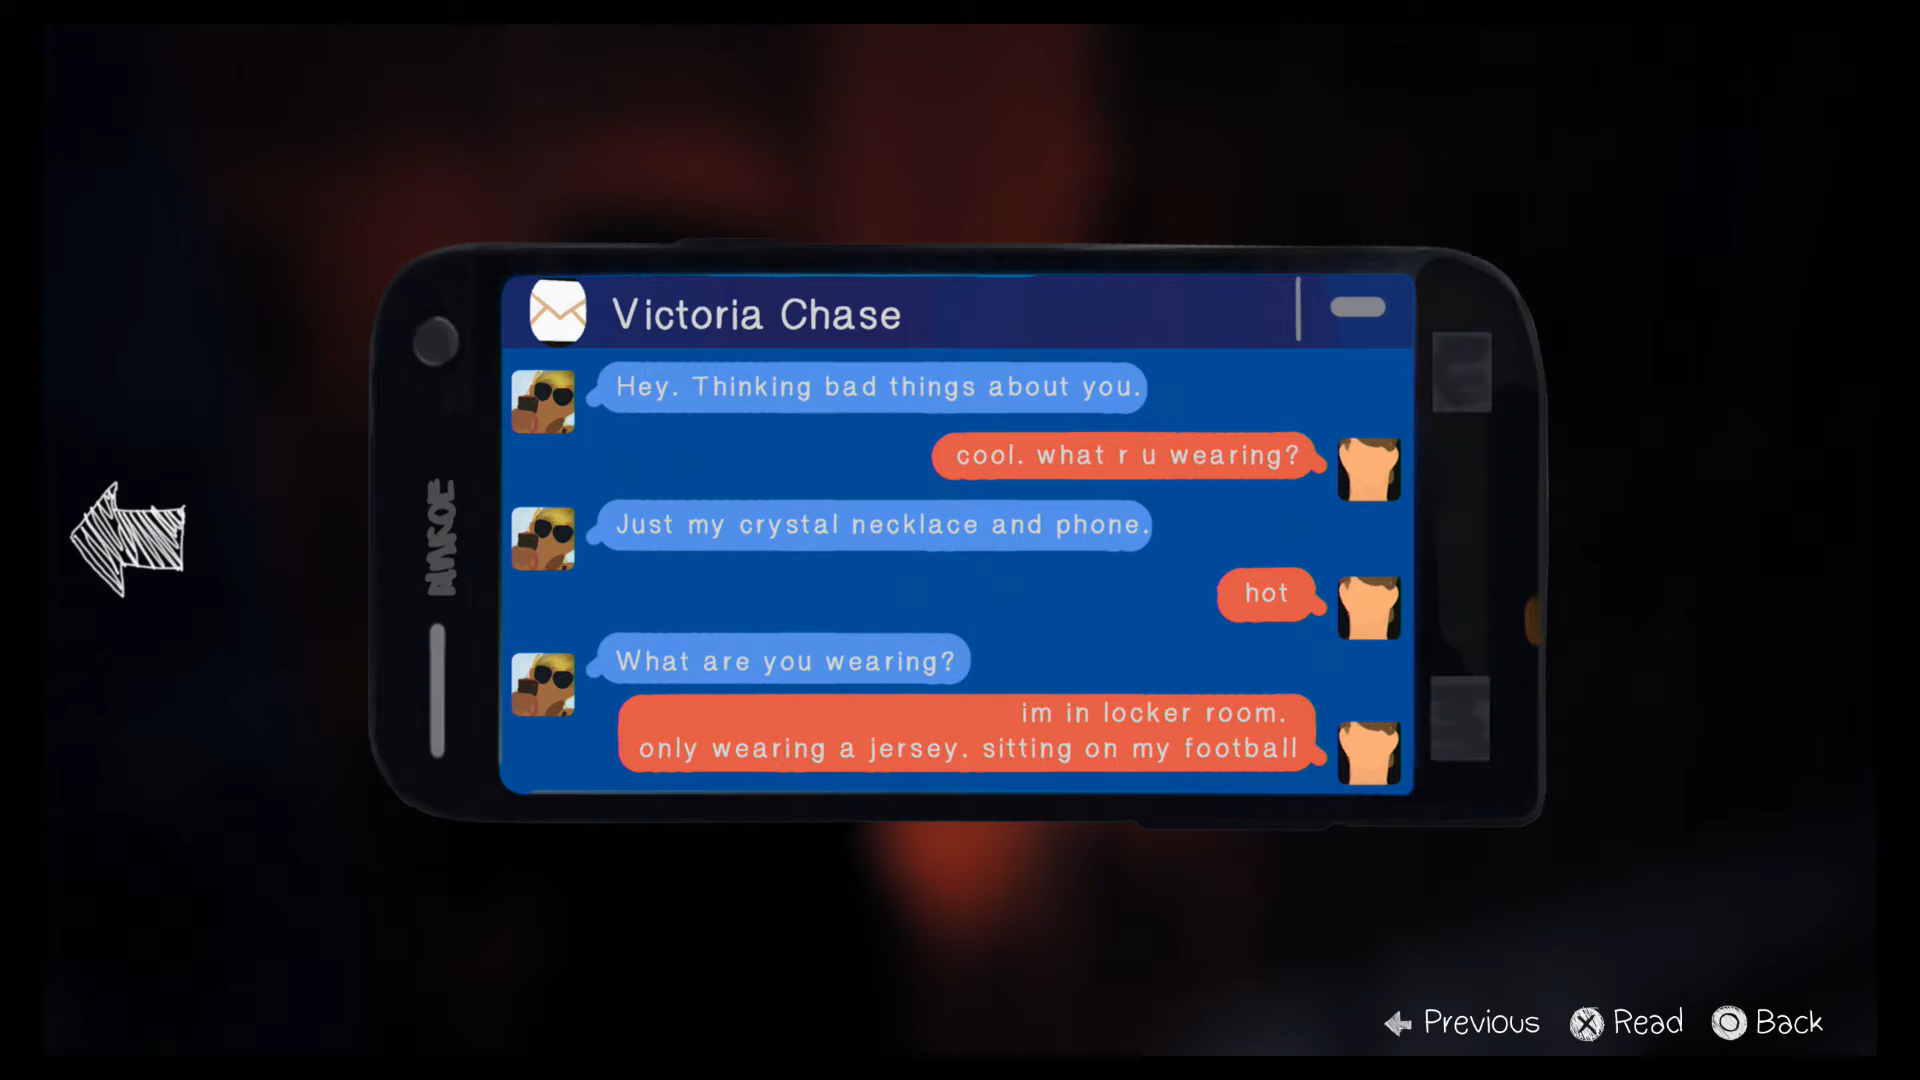 Victoria Chase
Hey. Thinking bad things about you.
cool. what r u wearing?
Just my crystal necklace and phone.
hot
What are you wearing?
im in locker room.
only wearing a jersey. sitting on my football
Previous
Read
Back